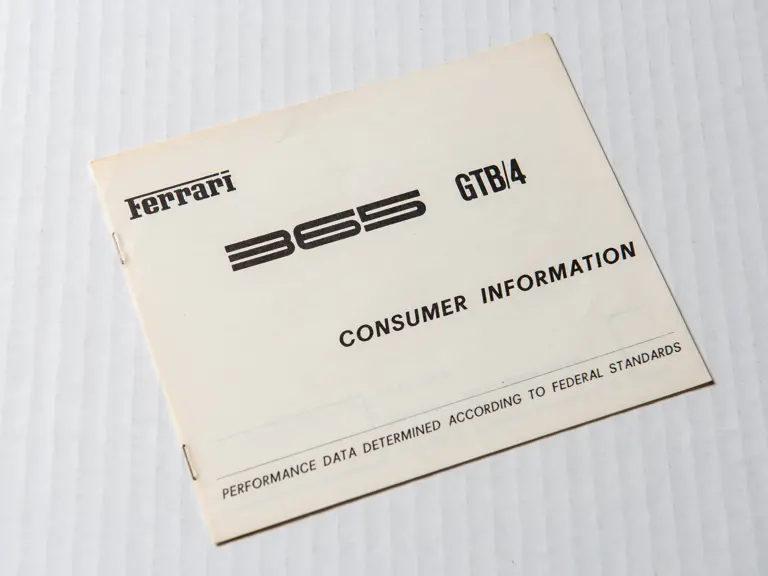 Ferrari
365 GTB/4
CONSUMER INFORMATION
PERFORMANCE DATA DETERMINED ACCORDING TO FEDERAL STANDARDS